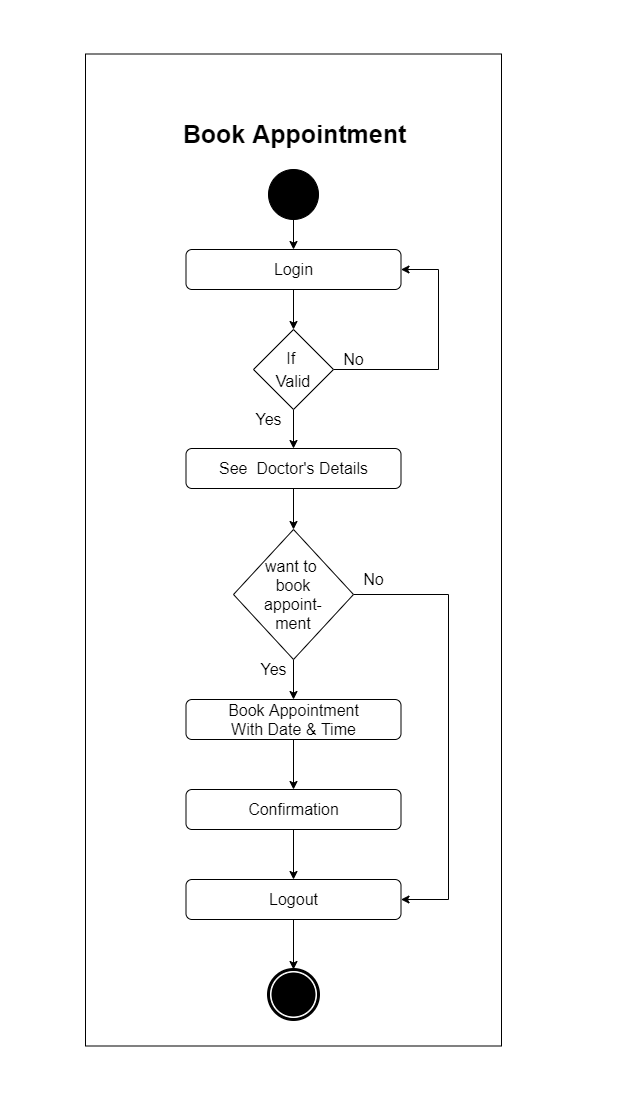 Book Appointment
Login
If
Valid
No
Yes
See  Doctor's Details
want to
book
appoint-
ment
No
Yes
Book Appointment
With Date & Time
Confirmation
Logout